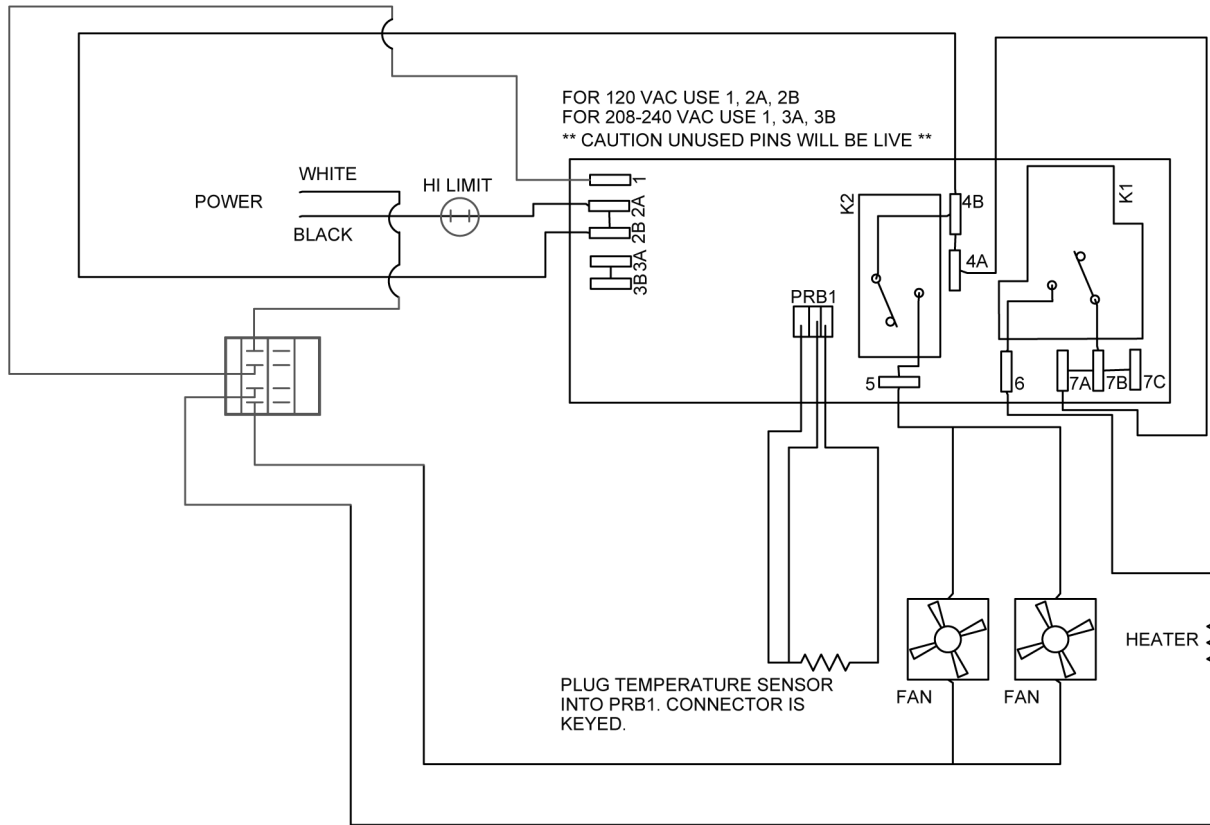 FOR 120 VAC USE 1, 2A, 2B
FOR 208-240 VAC USE 1, 3A, 3B
** CAUTION UNUSED PINS WILL BE LIVE **
WHITE
HI LIMIT
POWER
BLACK
1
2A
2B
3A
3B
K2
4B
4A
K1
PRB1
5
6
7A
7B
7C
HEATER
PLUG TEMPERATURE SENSOR
INTO PRB1. CONNECTOR IS
KEYED.
FAN
FAN